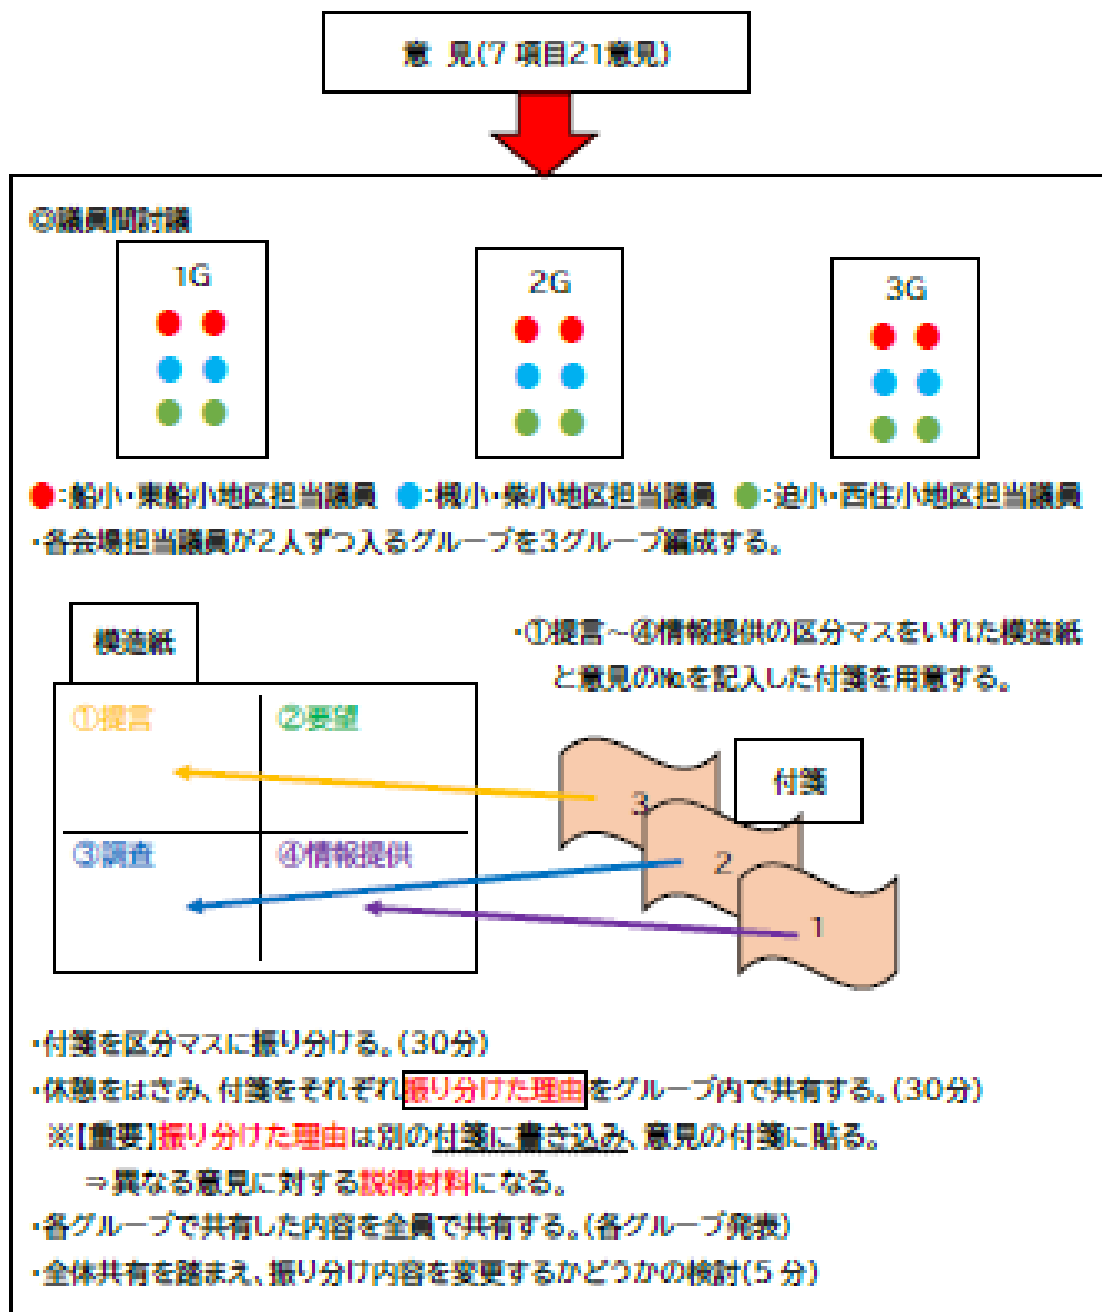 意 見(7 項目21意見)
◎議員間討議
1G
2G
3G
●:船小・東船小地区担当議員 ●:槻小・柴小地区担当議員 ●:迫小・西住小地区担当議員
・各会場担当議員が2人ずつ入るグループを3グループ編成する。
模造紙
・①提言~④情報提供の区分マスをいれた模造紙
と意見の№を記入した付箋を用意する。
①提言
②要望
付箋
3
③調査
④情報提供
2
1
・付箋を区分マスに振り分ける。(30分)
・休憩をはさみ、付箋をそれぞれ振り分けた理由をグループ内で共有する。(30分)
※【重要】振り分けた理由は別の付箋に書き込み、意見の付箋に貼る。
⇒異なる意見に対する説得材料になる。
・各グループで共有した内容を全員で共有する。(各グループ発表)
・全体共有を踏まえ、振り分け内容を変更するかどうかの検討(5 分)